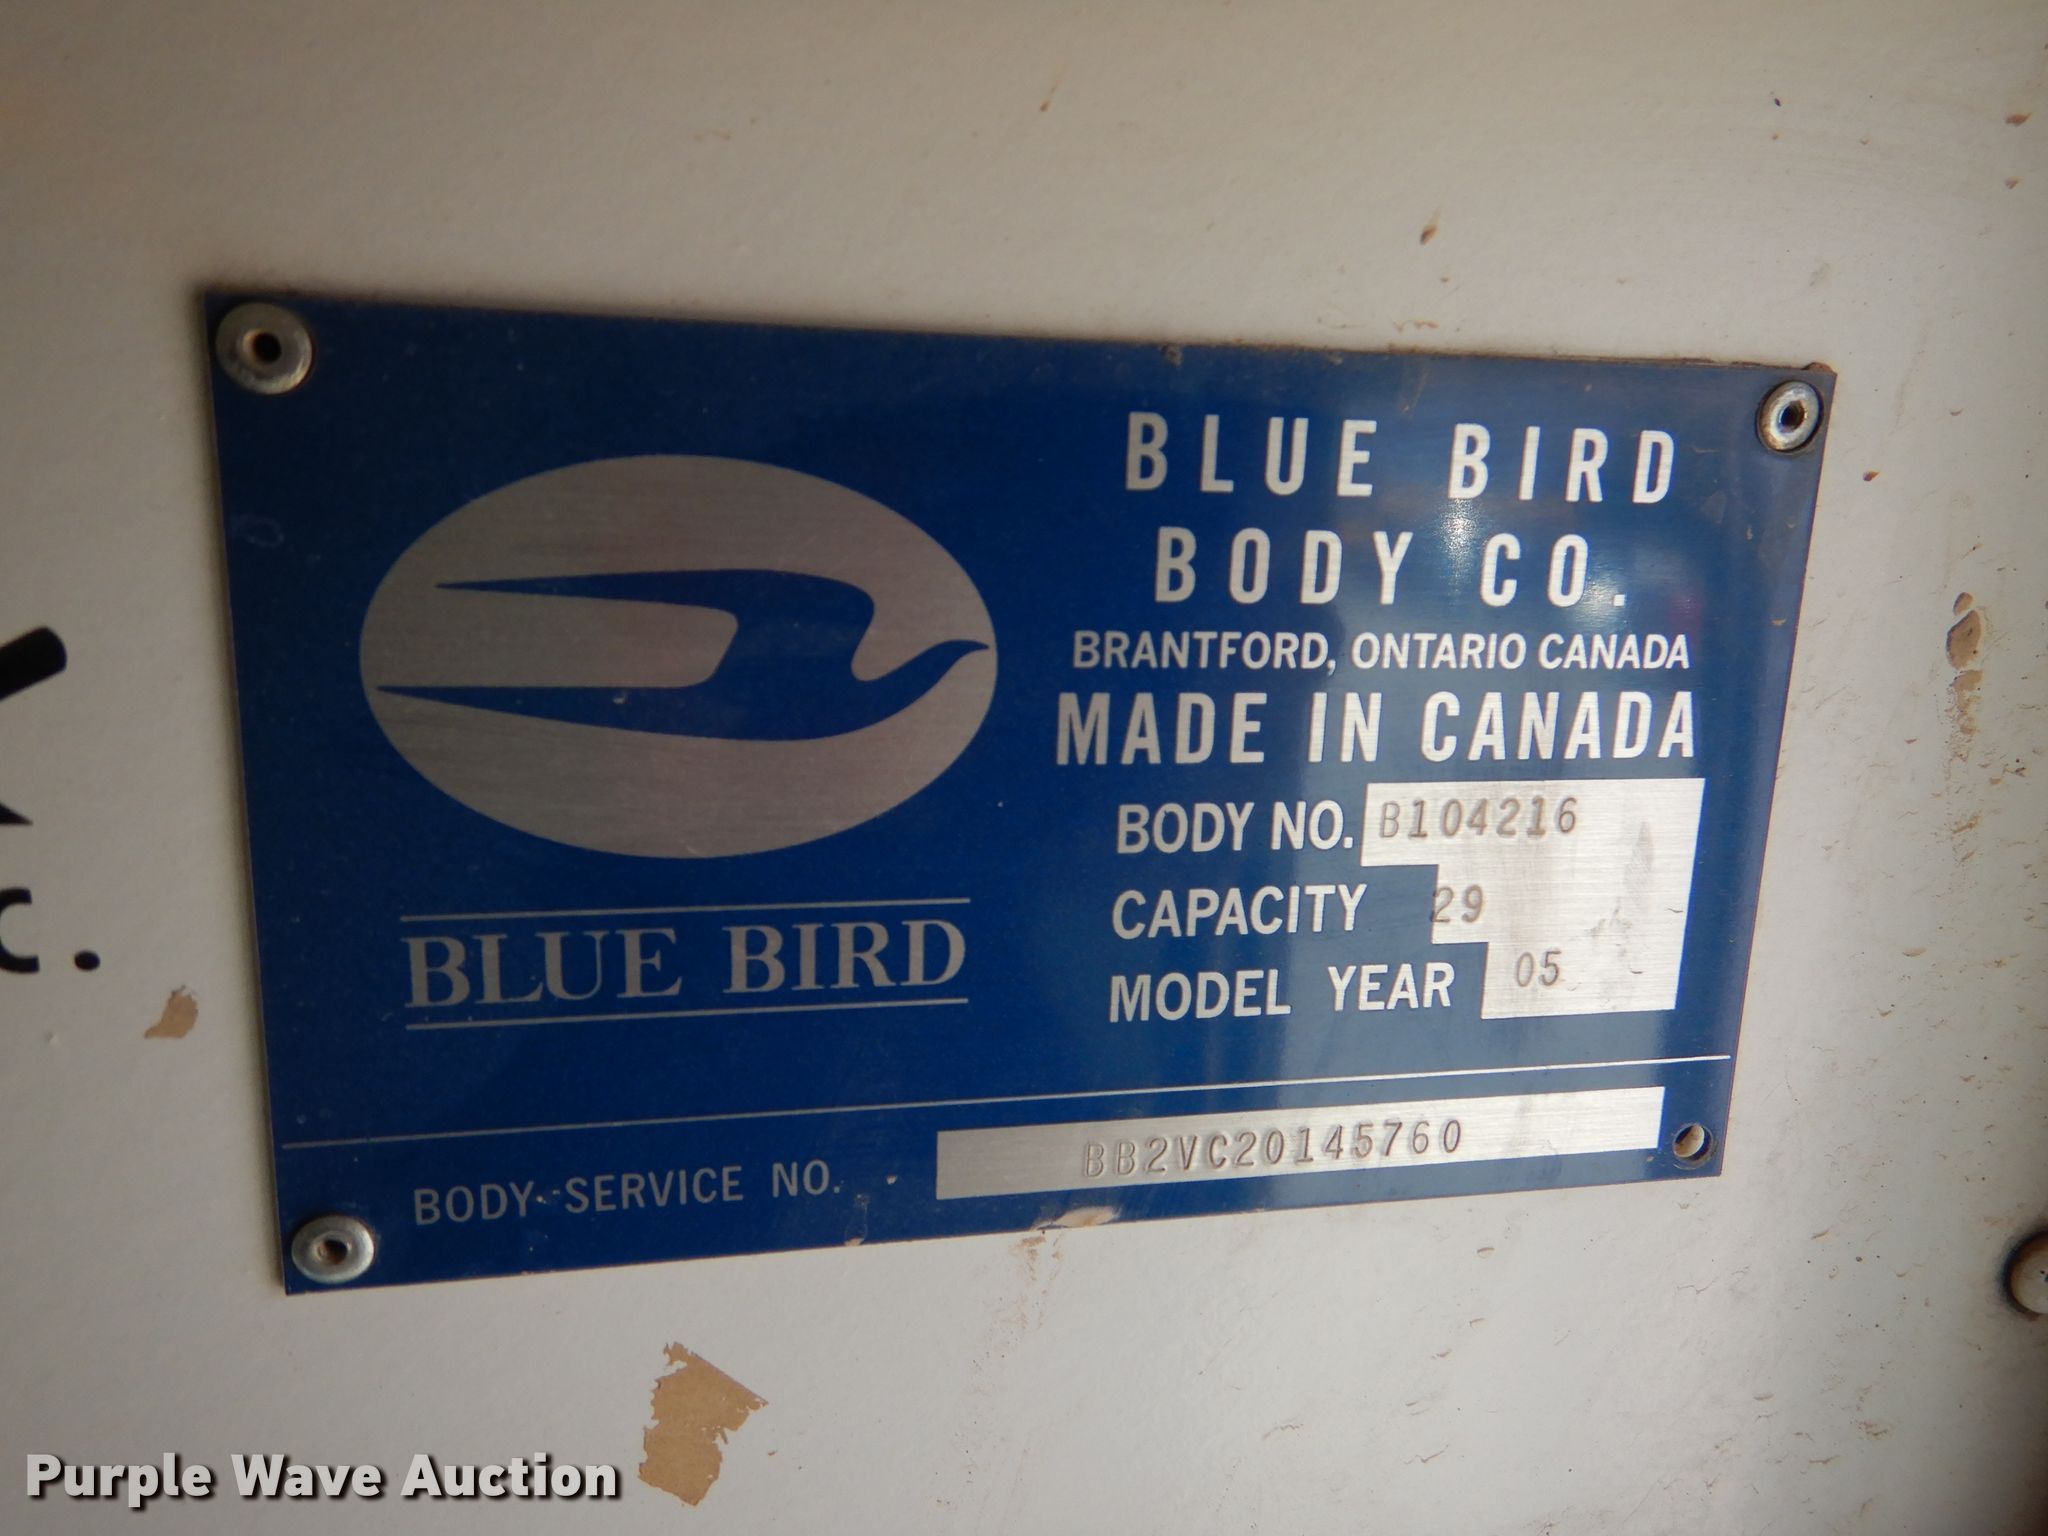 BLUE BIRD
BODY CO.
BRANTFORD, ONTARIO CANADA
MADE IN CANADA
BODY NO. B104216
CAPACITY 29
MODEL YEAR 05
BLUE BIRD
BODY SERVICE NO. BB2VC20145760
C.
Purple Wave Auction